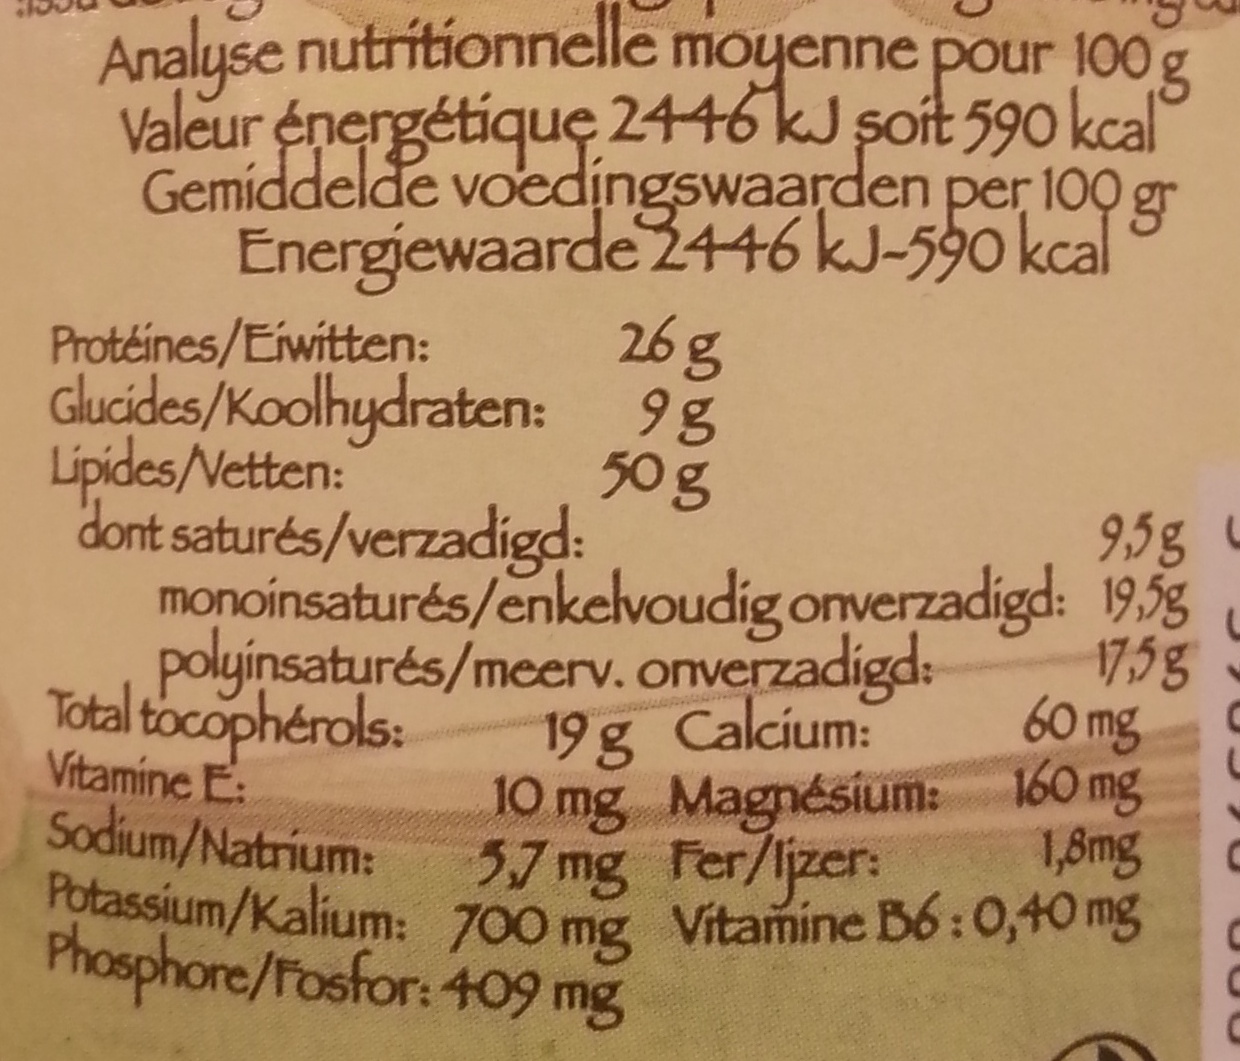 Analyse nutritionnelle moyenne pour 100 g
Valeur énergétique 2446 kJ soit 590 kcal
Gemiddelde voedingswaarden per 100 gr
Energiewaarde 2446 kJ-590 kcal
Protéines/Eiwitten: 26 g
Glucides/Koolhydraten: 9 g
Lipides/Vetten: 50 g
dont saturés/verzadigd: 9,5g
monoinsaturés/enkelvoudig onverzadigd: 19,5g
polyinsaturés/meerv. onverzadigd: 17,5g
Total tocophérols: 19 g Calcium: 60 mg
Vitamine E: 10 mg Magnésium: 160 mg
Sodium/Natrium: 5,7 mg Fer/Ijzer: 1,8mg
Potassium/Kalium: 700 mg Vitamine B6 : 0,40 mg
Phosphore/Fosfor: 409 mg